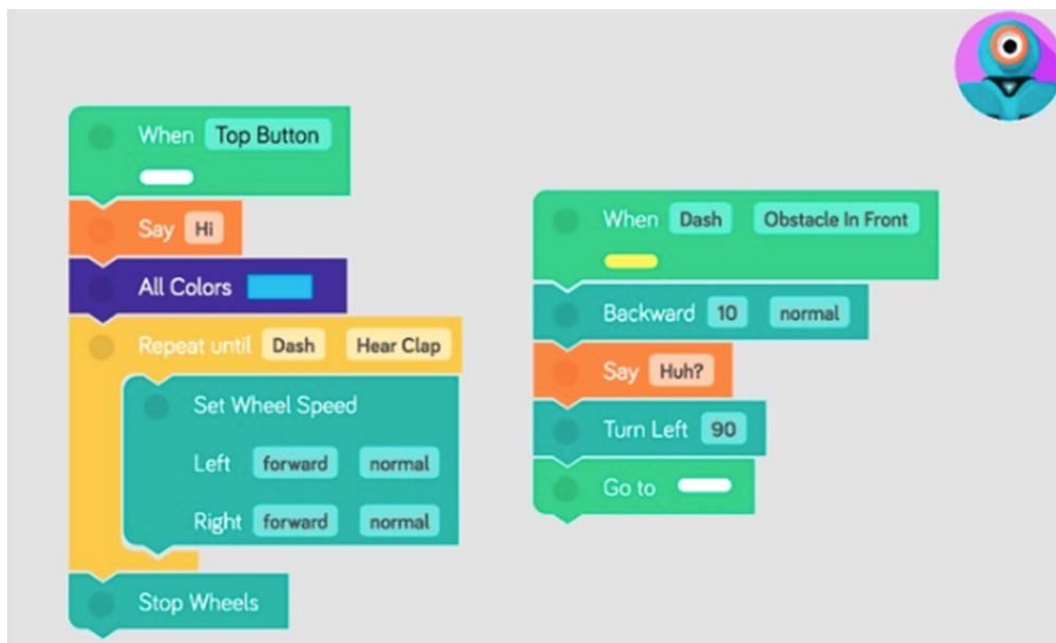 When Top Button
Say Hi
All Colors
Repeat until Dash Hear Clap
Set Wheel Speed
Left forward normal
Right forward normal
Stop Wheels
When Dash Obstacle In Front
Backward 10 normal
Say Huh?
Turn Left 90
Go to